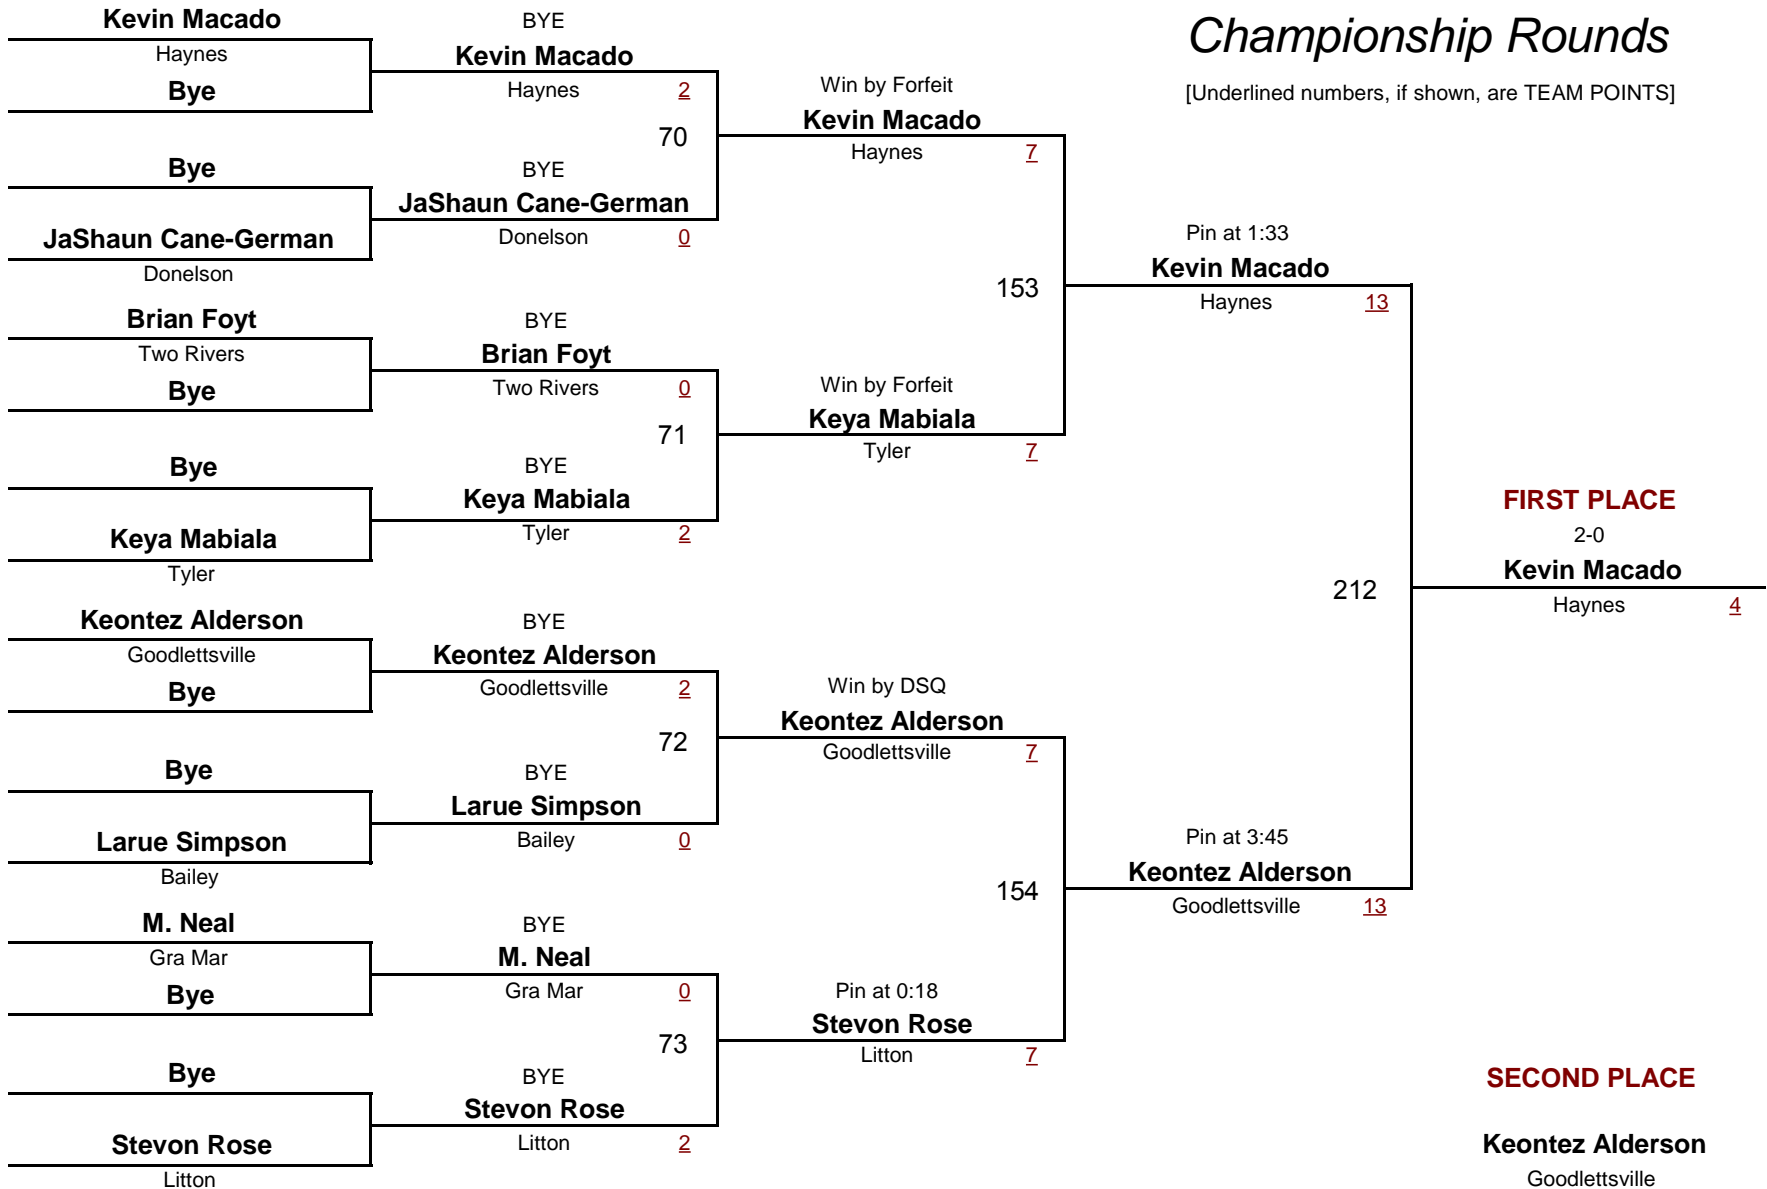 Championship Rounds
[Underlined numbers, if shown, are TEAM POINTS]
Kevin Macado
Haynes
Bye
Bye
JaShaun Cane-German
Donelson
Brian Foyt
Two Rivers
Bye
Bye
Keya Mabiala
Tyler
Keontez Alderson
Goodlettsville
Bye
Bye
Larue Simpson
Bailey
M. Neal
Gra Mar
Bye
Bye
Stevon Rose
Litton
BYE
Kevin Macado
Haynes 2
70
BYE
JaShaun Cane-German
Donelson 0
BYE
Brian Foyt
Two Rivers 0
71
BYE
Keya Mabiala
Tyler 2
BYE
Keontez Alderson
Goodlettsville 2
72
BYE
Larue Simpson
Bailey 0
BYE
M. Neal
Gra Mar 0
73
BYE
Stevon Rose
Litton 2
Win by Forfeit
Kevin Macado
Haynes 7
153
Win by Forfeit
Keya Mabiala
Tyler 7
Win by DSQ
Keontez Alderson
Goodlettsville 7
154
Pin at 0:18
Stevon Rose
Litton 7
Pin at 1:33
Kevin Macado
Haynes 13
212
Pin at 3:45
Keontez Alderson
Goodlettsville 13
FIRST PLACE
2-0
Kevin Macado
Haynes 4
SECOND PLACE
Keontez Alderson
Goodlettsville